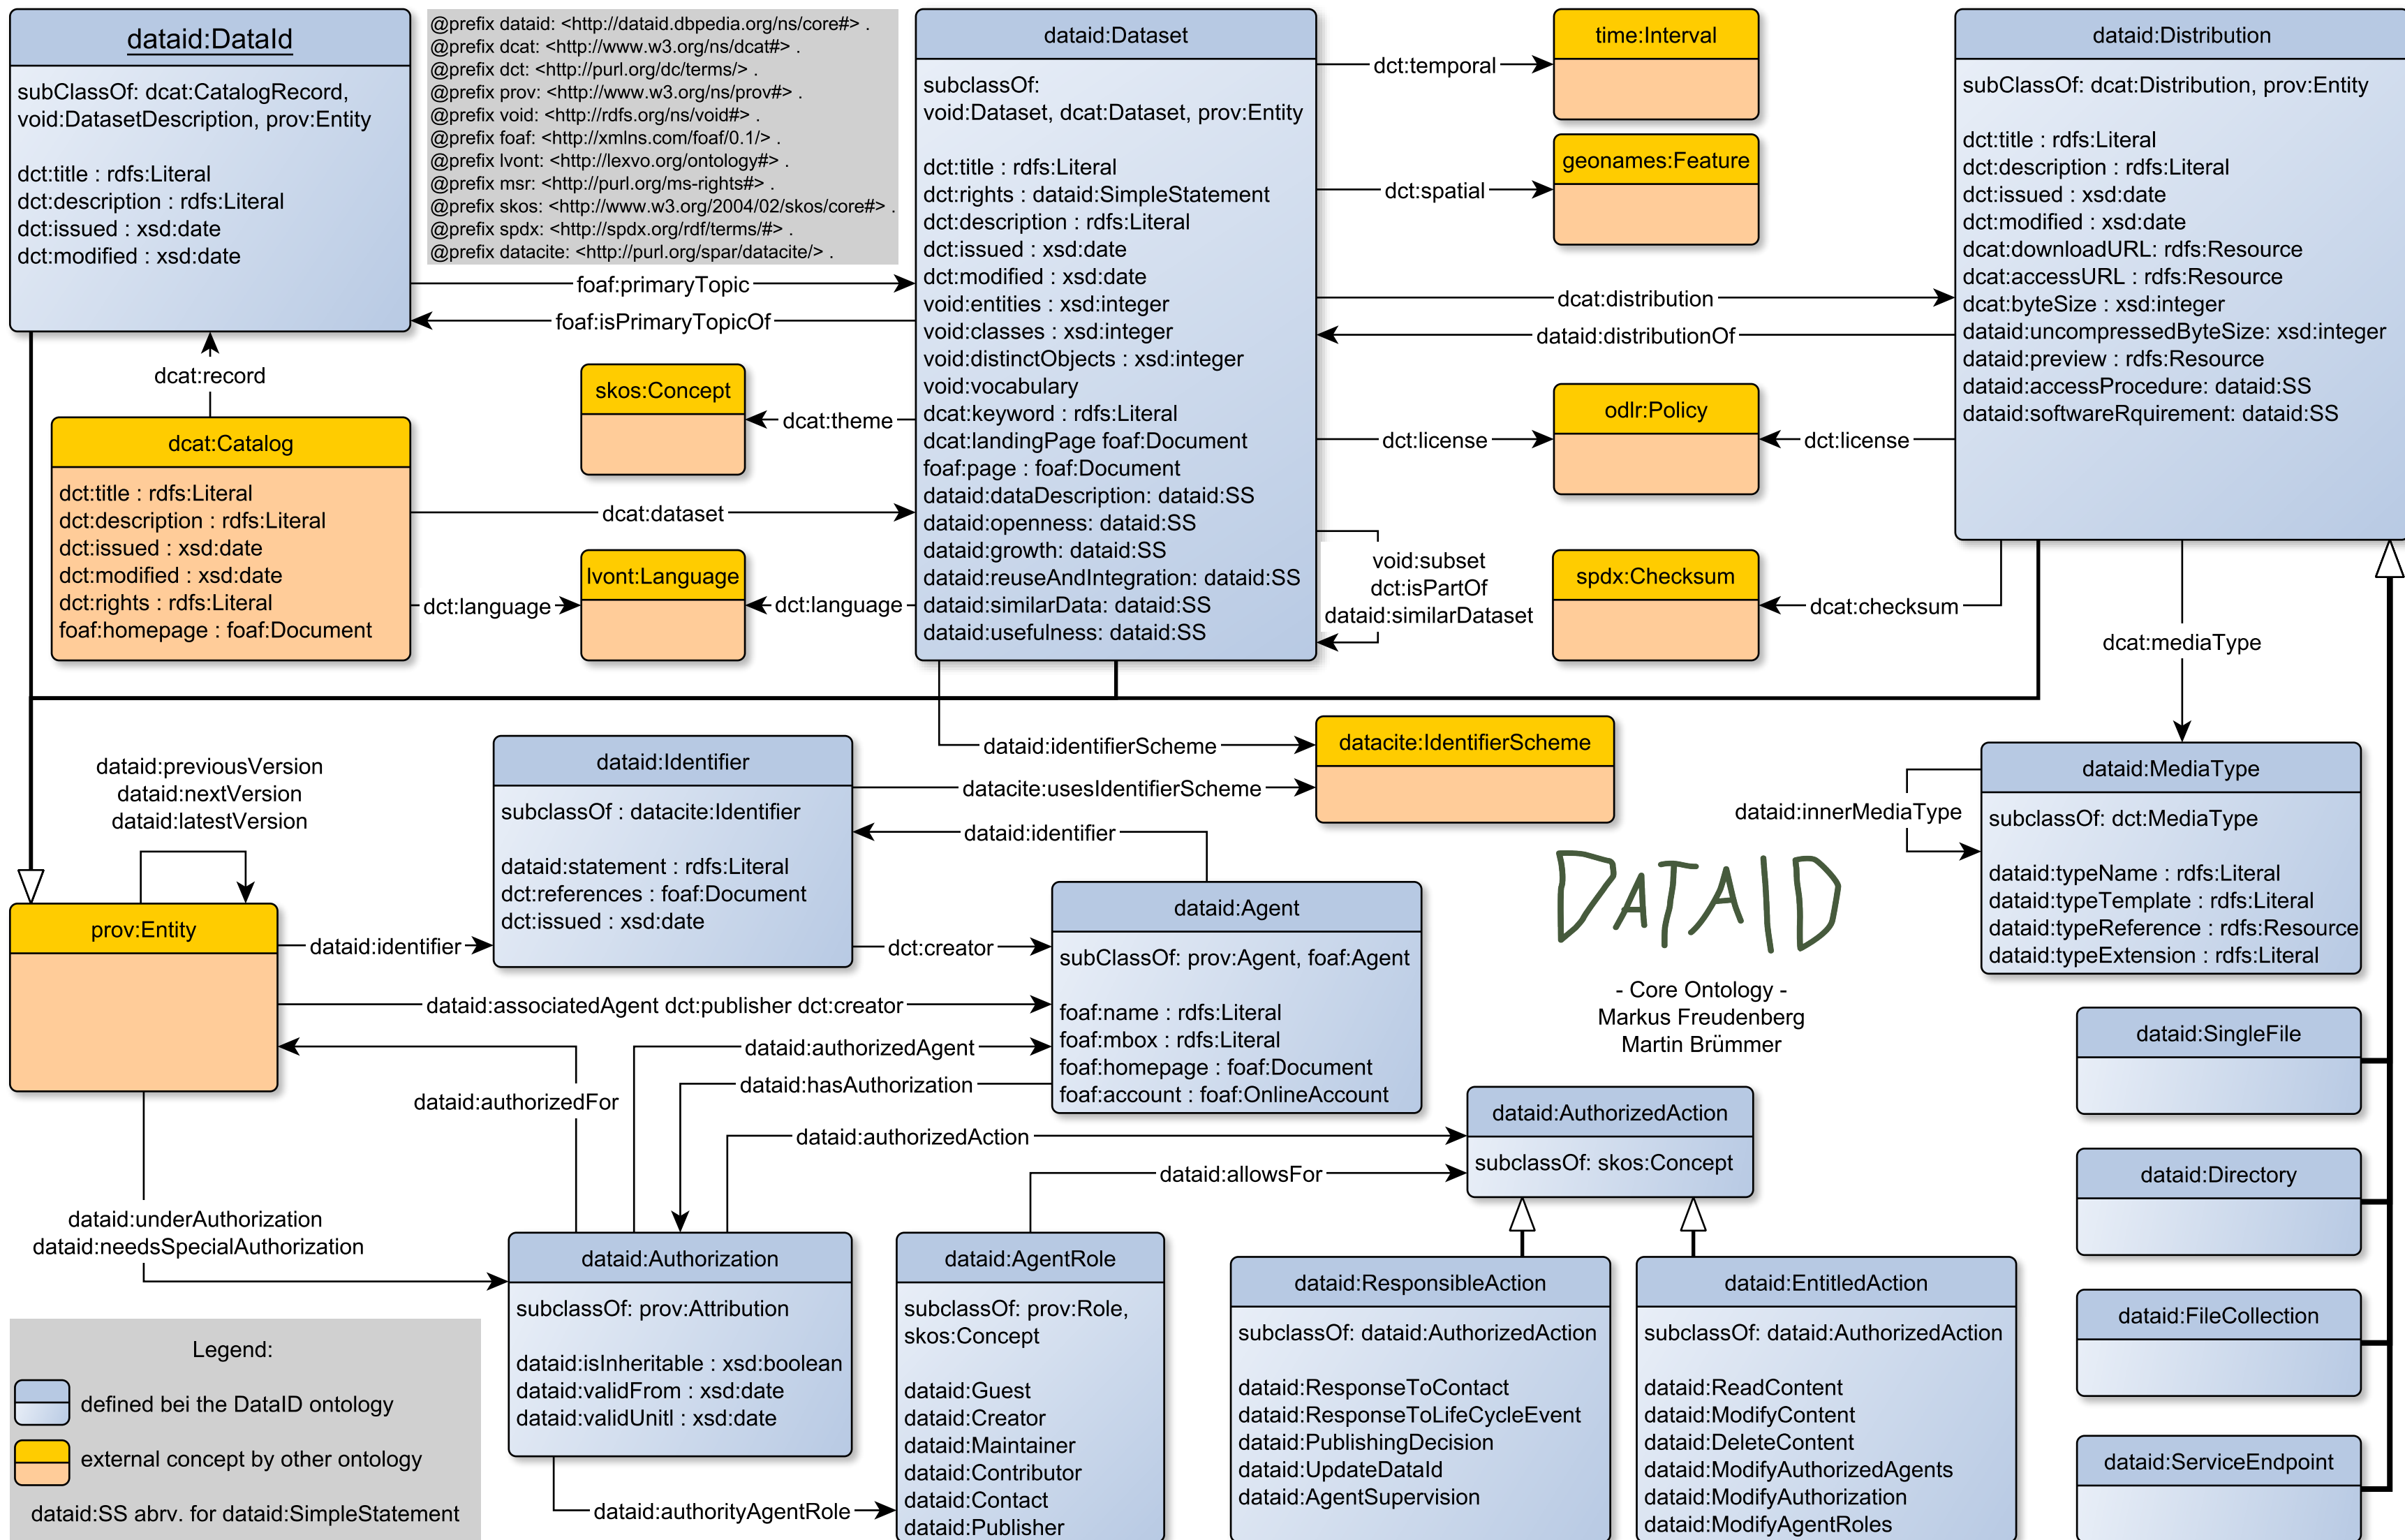 dataid:DataId
subClassOf: dcat:CatalogRecord,
void:DatasetDescription, prov:Entity
dct:title : rdfs:Literal
dct:description : rdfs:Literal
dct:issued : xsd:date
dct:modified : xsd:date
@prefix dataid: <http://dataid.dbpedia.org/ns/core#> .
@prefix dcat: <http://www.w3.org/ns/dcat#> .
@prefix dct: <http://purl.org/dc/terms/> .
@prefix prov: <http://www.w3.org/ns/prov#> .
@prefix void: <http://rdfs.org/ns/void#> .
@prefix foaf: <http://xmlns.com/foaf/0.1/> .
@prefix lvont: <http://lexvo.org/ontology#> .
@prefix msr: <http://purl.org/ms-rights#> .
@prefix skos: <http://www.w3.org/2004/02/skos/core#> .
@prefix spdx: <http://spdx.org/rdf/terms/#> .
@prefix datacite: <http://purl.org/spar/datacite/> .
dataid:Dataset
subclassOf:
void:Dataset, dcat:Dataset, prov:Entity
dct:title : rdfs:Literal
dct:rights : dataid:SimpleStatement
dct:description : rdfs:Literal
dct:issued : xsd:date
dct:modified : xsd:date
void:entities : xsd:integer
void:classes : xsd:integer
void:distinctObjects : xsd:integer
void:vocabulary
dcat:keyword : rdfs:Literal
dcat:landingPage foaf:Document
foaf:page : foaf:Document
dataid:dataDescription: dataid:SS
dataid:openness: dataid:SS
dataid:growth: dataid:SS
dataid:reuseAndIntegration: dataid:SS
dataid:similarData: dataid:SS
dataid:usefulness: dataid:SS
dct:temporal
time:Interval
dct:spatial
geonames:Feature
dataid:Distribution
subClassOf: dcat:Distribution, prov:Entity
dct:title : rdfs:Literal
dct:description : rdfs:Literal
dct:issued : xsd:date
dct:modified : xsd:date
dcat:downloadURL: rdfs:Resource
dcat:accessURL : rdfs:Resource
dcat:byteSize : xsd:integer
dataid:uncompressedByteSize: xsd:integer
dataid:preview : rdfs:Resource
dataid:accessProcedure: dataid:SS
dataid:softwareRquirement: dataid:SS
foaf:primaryTopic
foaf:isPrimaryTopicOf
dcat:distribution
dataid:distributionOf
dcat:record
skos:Concept
dcat:theme
dct:license
odlr:Policy
dct:license
dcat:Catalog
dct:title : rdfs:Literal
dct:description : rdfs:Literal
dct:issued : xsd:date
dct:modified : xsd:date
dct:rights : rdfs:Literal
foaf:homepage : foaf:Document
dcat:dataset
dct:language
lvont:Language
dct:language
void:subset
dct:isPartOf
dataid:similarDataset
spdx:Checksum
dcat:checksum
dcat:mediaType
dataid:previousVersion
dataid:nextVersion
dataid:latestVersion
dataid:Identifier
subclassOf : datacite:Identifier
dataid:statement : rdfs:Literal
dct:references : foaf:Document
dct:issued : xsd:date
dataid:identifierScheme
datacite:usesIdentifierScheme
datacite:IdentifierScheme
dataid:identifier
dataid:innerMediaType
dataid:MediaType
subclassOf: dct:MediaType
dataid:typeName : rdfs:Literal
dataid:typeTemplate : rdfs:Literal
dataid:typeReference : rdfs:Resource
dataid:typeExtension : rdfs:Literal
DATAID
- Core Ontology -
Markus Freudenberg
Martin Brümmer
prov:Entity
dataid:identifier
dct:creator
dataid:Agent
subClassOf: prov:Agent, foaf:Agent
foaf:name : rdfs:Literal
foaf:mbox : rdfs:Literal
foaf:homepage : foaf:Document
foaf:account : foaf:OnlineAccount
dataid:associatedAgent dct:publisher dct:creator
dataid:authorizedAgent
dataid:hasAuthorization
dataid:authorizedFor
dataid:authorizedAction
dataid:allowsFor
dataid:AuthorizedAction
subclassOf: skos:Concept
dataid:SingleFile
dataid:Directory
dataid:FileCollection
dataid:ServiceEndpoint
dataid:underAuthorization
dataid:needsSpecialAuthorization
dataid:Authorization
subclassOf: prov:Attribution
dataid:isInheritable : xsd:boolean
dataid:validFrom : xsd:date
dataid:validUnitl : xsd:date
dataid:authorityAgentRole
dataid:AgentRole
subclassOf: prov:Role,
skos:Concept
dataid:Guest
dataid:Creator
dataid:Maintainer
dataid:Contributor
dataid:Contact
dataid:Publisher
dataid:ResponsibleAction
subclassOf: dataid:AuthorizedAction
dataid:ResponseToContact
dataid:ResponseToLifeCycleEvent
dataid:PublishingDecision
dataid:UpdateDataId
dataid:AgentSupervision
dataid:EntitledAction
subclassOf: dataid:AuthorizedAction
dataid:ReadContent
dataid:ModifyContent
dataid:DeleteContent
dataid:ModifyAuthorizedAgents
dataid:ModifyAuthorization
dataid:ModifyAgentRoles
Legend:
defined bei the DataID ontology
external concept by other ontology
dataid:SS abrv. for dataid:SimpleStatement